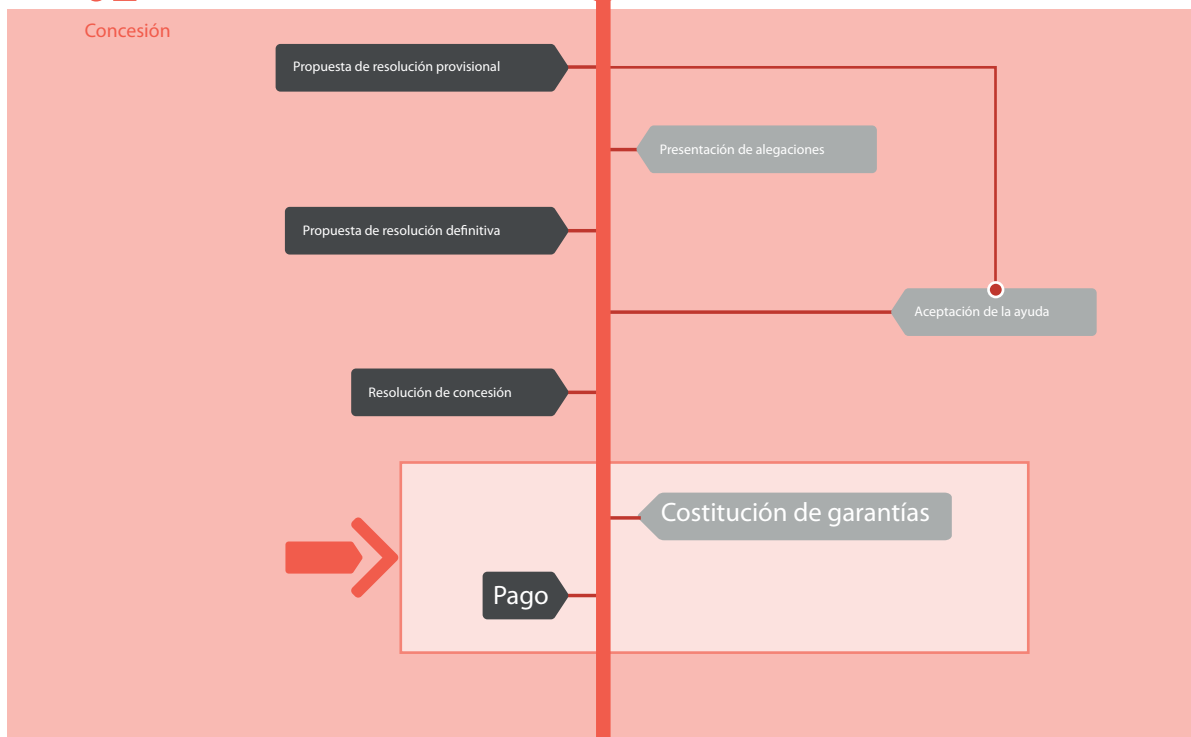 Concesión
Propuesta de resolución provisional
Presentación de alegaciones
Propuesta de resolución definitiva
Aceptación de la ayuda
Resolución de concesión
Costitución de garantías
Pago